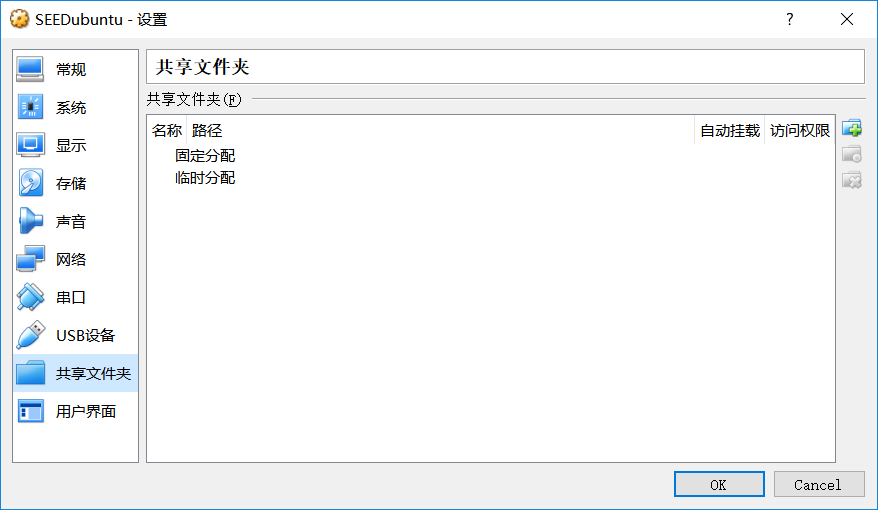 SEEDubuntu - 设置
?
常规
系统
显示
存储
声音
网络
串口
USB设备
共享文件夹
用户界面
共享文件夹
共享文件夹(F)
名称 路径 自动挂载 访问权限
固定分配
临时分配
OK Cancel